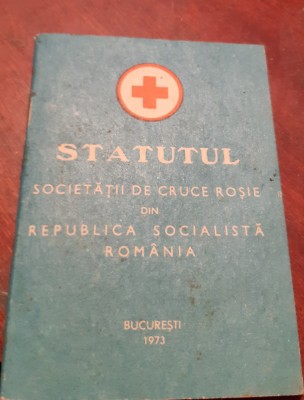 STATUTUL
SOCIETĂȚII DE CRUCE ROȘIE
DIN
REPUBLICA SOCIALISTĂ
ROMÂNIA
BUCUREȘTI
1973